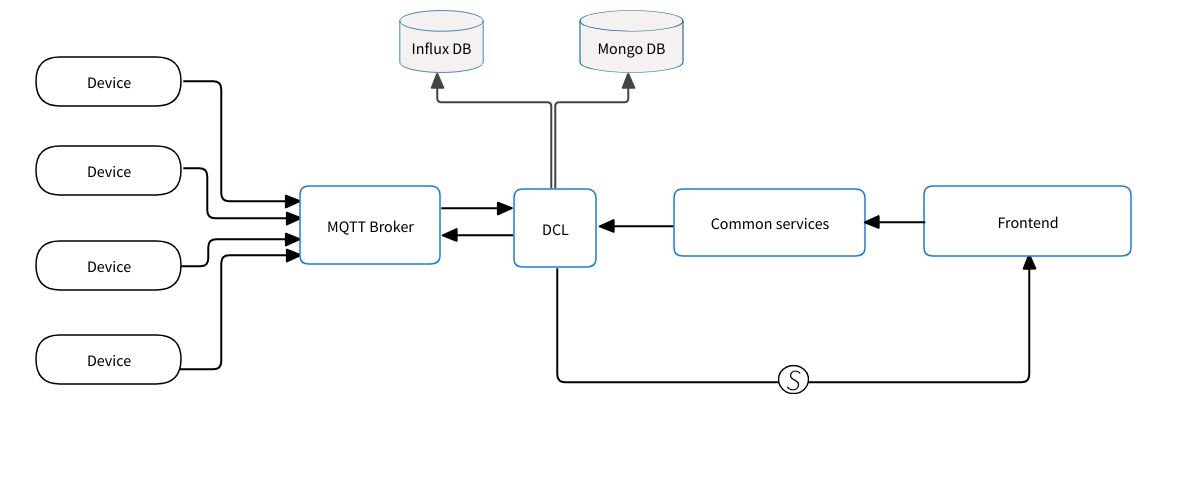 Influx DB
Mongo DB
Device
Device
MQTT Broker
DCL
Common services
Frontend
Device
Device
S